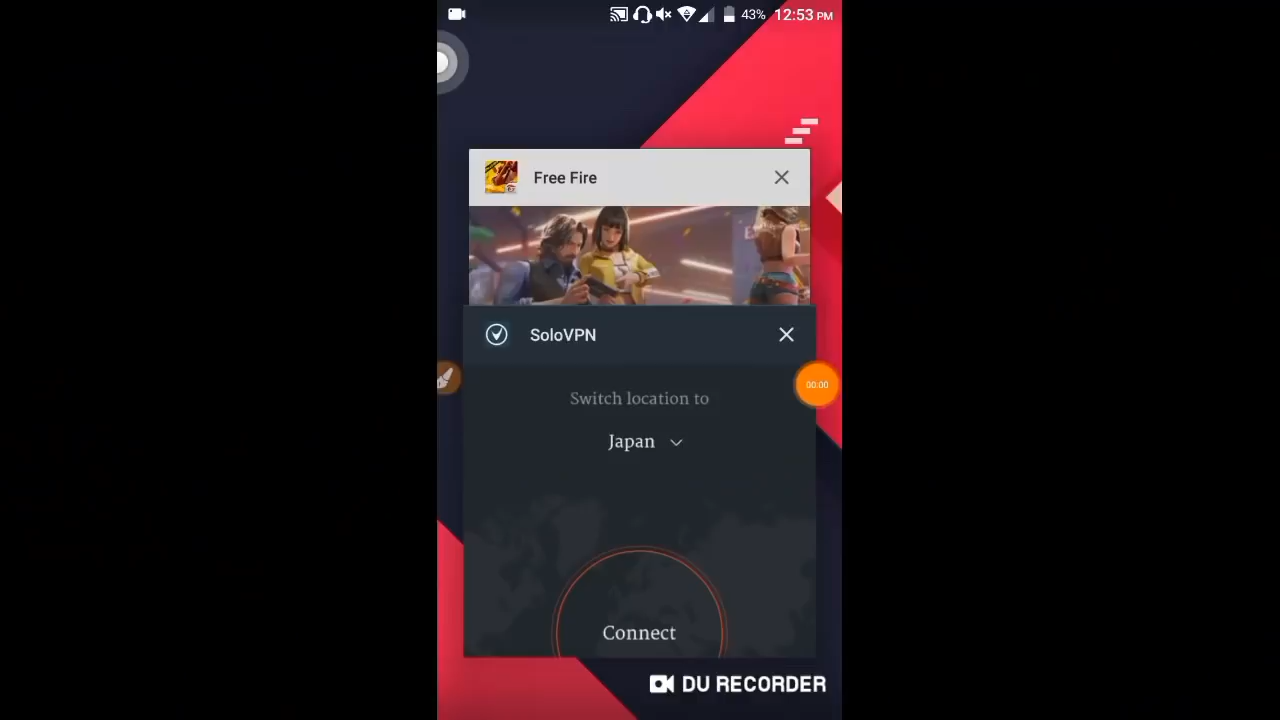 43% 12:53 PM
Free Fire
SoloVPN
00:00
Switch location to
Japan
Connect
DU RECORDER